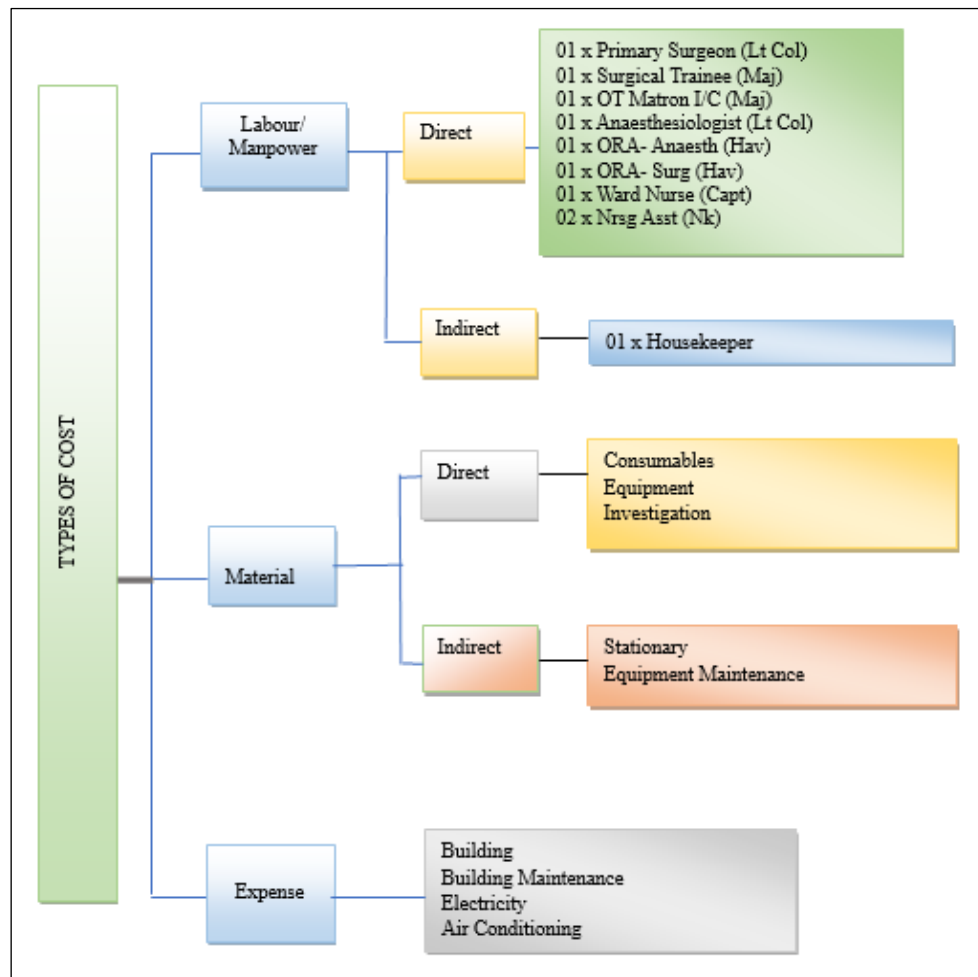 TYPES OF COST
Labour/
Manpower
Direct
01 x Primary Surgeon (Lt Col)
01 x Surgical Trainee (Maj)
01 x OT Matron I/C (Maj)
01 x Anaesthesiologist (Lt Col)
01 x ORA- Anaesth (Hav)
01 x ORA- Surg (Hav)
01 x Ward Nurse (Capt)
02 x Nrsg Asst (Nk)
Indirect
01 x Housekeeper
Material
Direct
Consumables
Equipment
Investigation
Indirect
Stationary
Equipment Maintenance
Expense
Building
Building Maintenance
Electricity
Air Conditioning